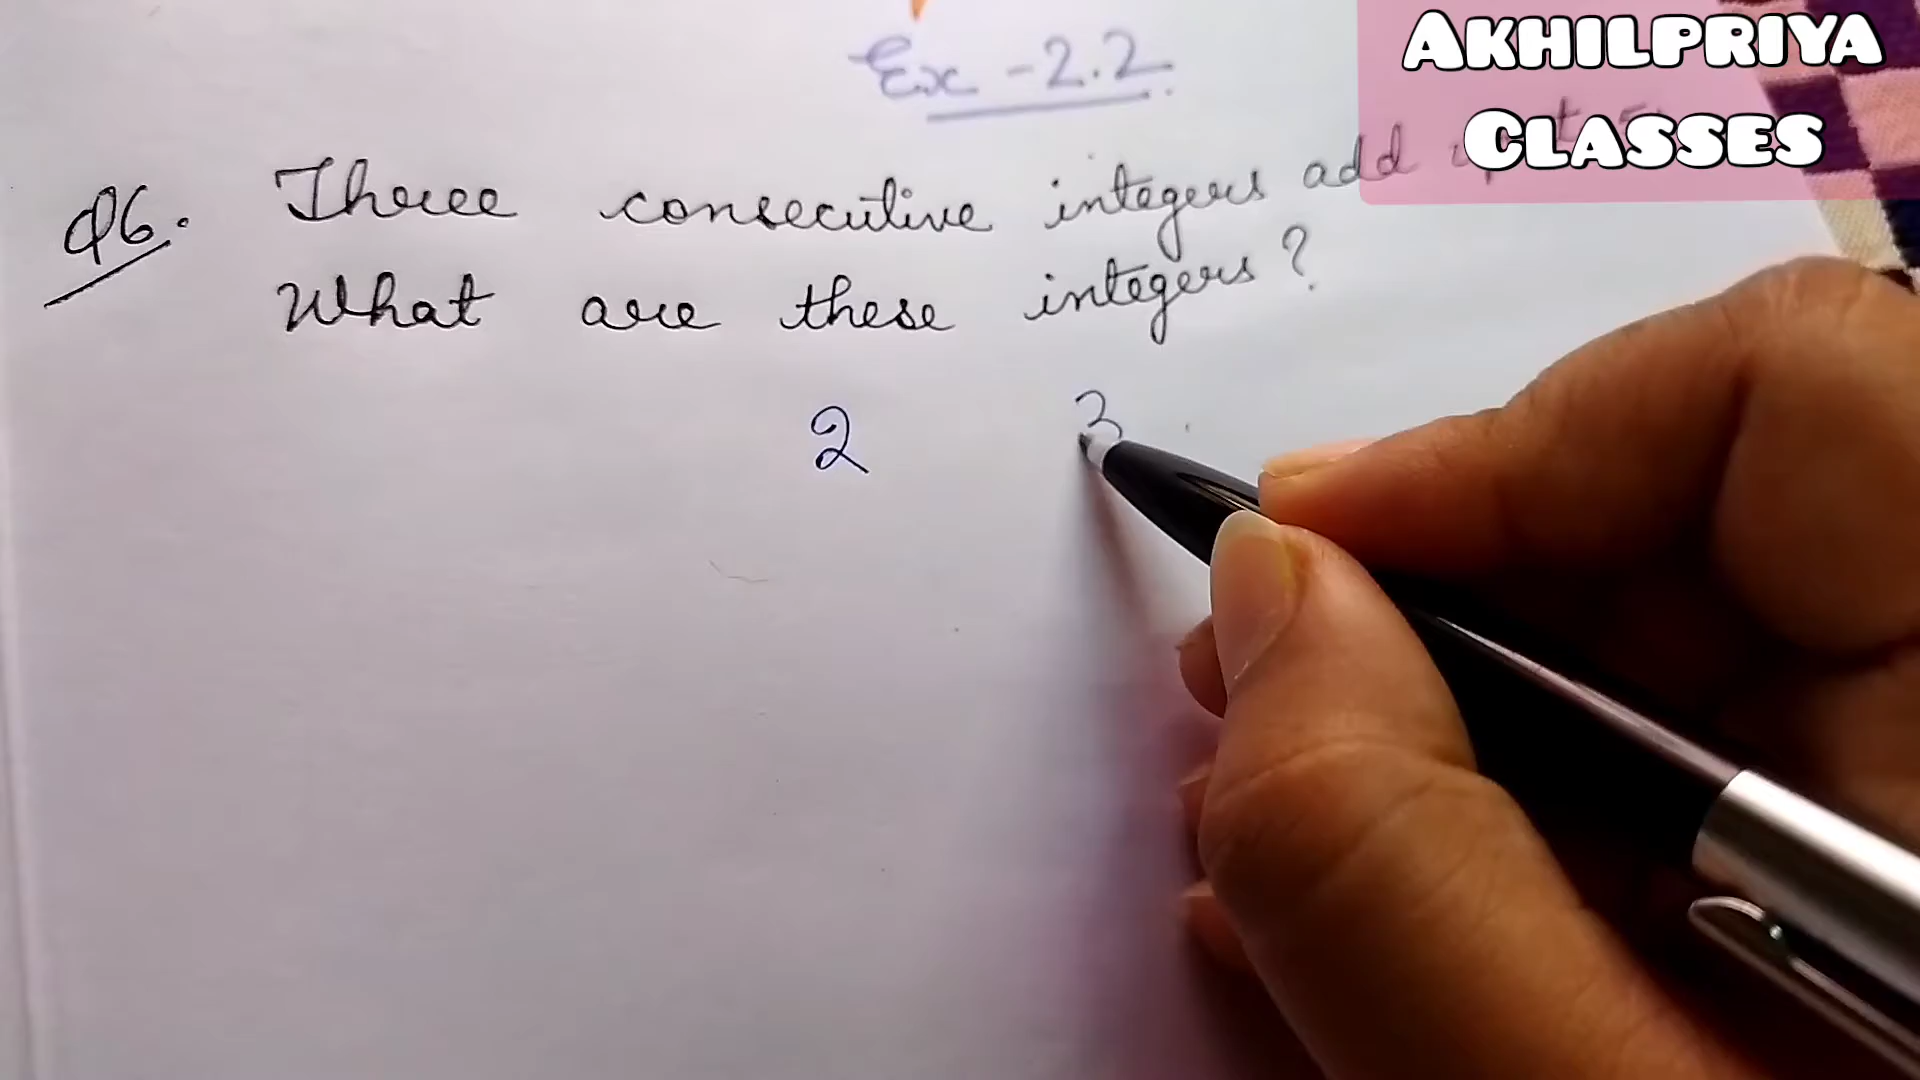 Ex - 2.2
AKHILPRIYA
CLASSES
Q6. Three consecutive integers add
What are these integers?
2 3